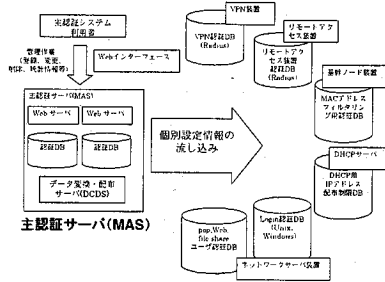 主認証システム
利用者
管理作業
(登録、変更、
削除、統計情報等)
Webインターフェース
主認証サーバ(MAS)
Webサーバ
Webサーバ
認証DB
認証DB
データ変換・配布
サーバ(DCDS)
主認証サーバ(MAS)
個別設定情報の
流し込み
VPN装置
VPN認証DB
(Radius)
リモートアク
セス装置
リモートアク
セス装置
認証DB
(Radius)
基幹ノード装置
MACアドレス
フィルタリン
グ用認証DB
DHCPサーバ
DHCP用
IPアドレス
配布制限DB
Login認証DB
(Unix,
Windows)
pop,Web,
file share
ユーザ認証DB
ネットワークサーバ装置